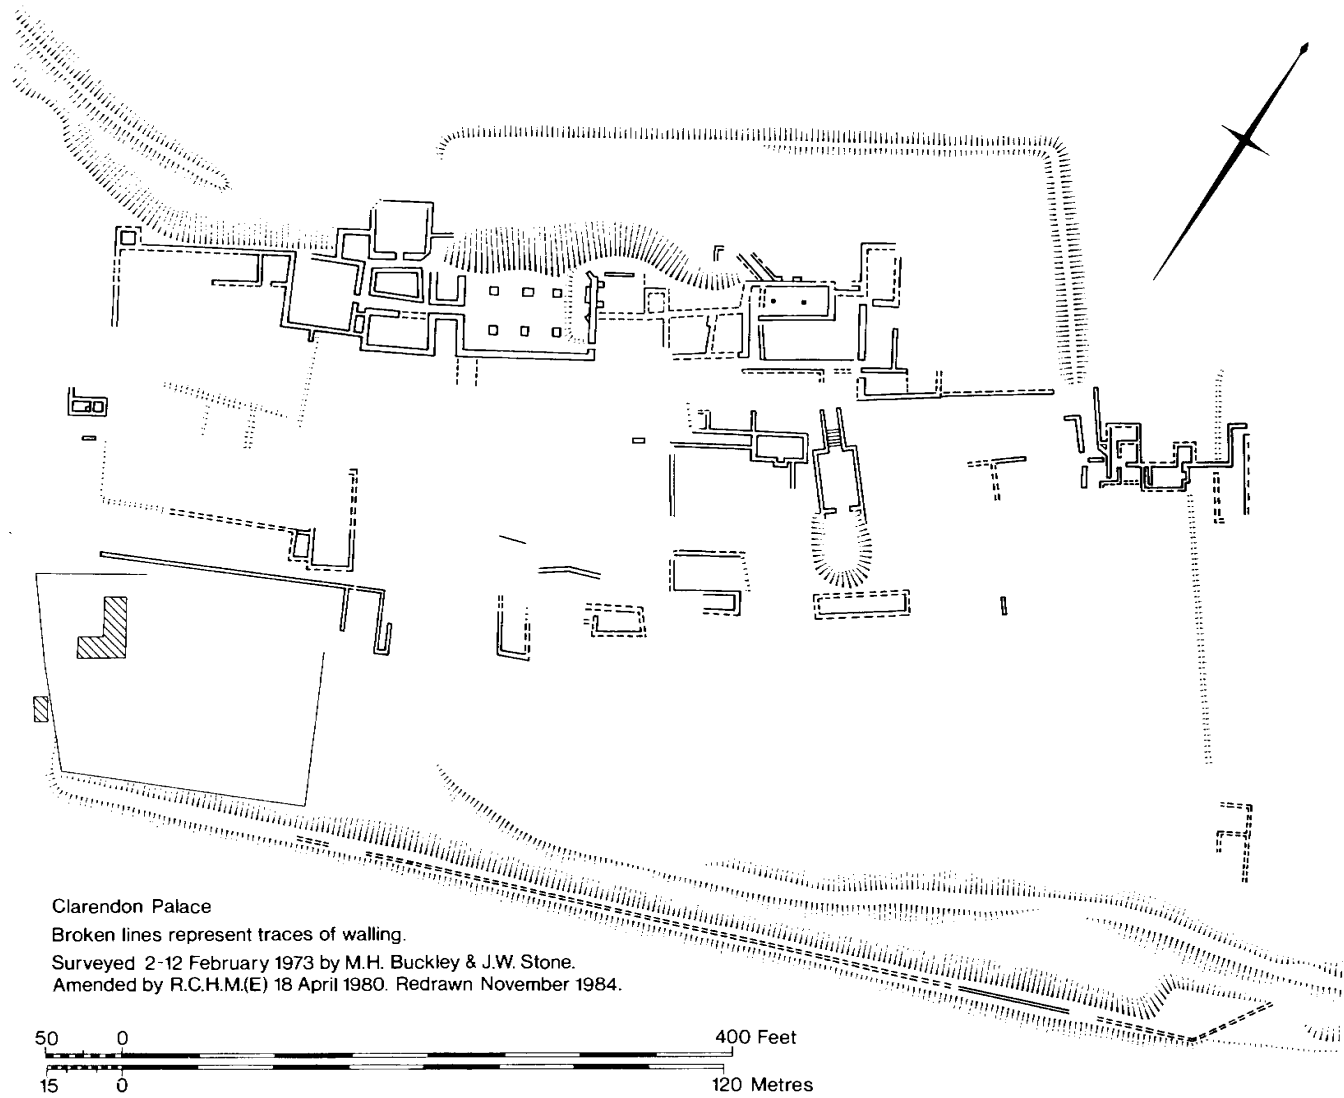 Clarendon Palace
Broken lines represent traces of walling.
Surveyed 2-12 February 1973 by M.H. Buckley & J.W. Stone.
Amended by R.C.H.M.(E) 18 April 1980. Redrawn November 1984.
50 0 400 Feet
15 0 120 Metres